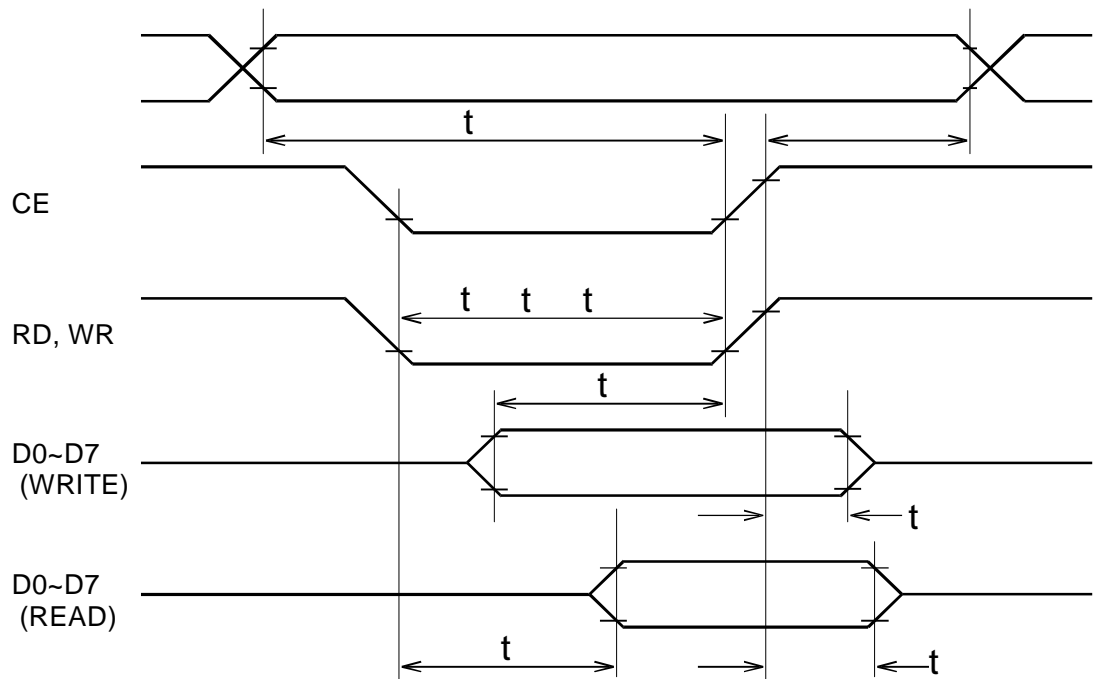 t
CE
t t t
RD, WR
t
D0~D7
(WRITE)
t
D0~D7
(READ)
t t